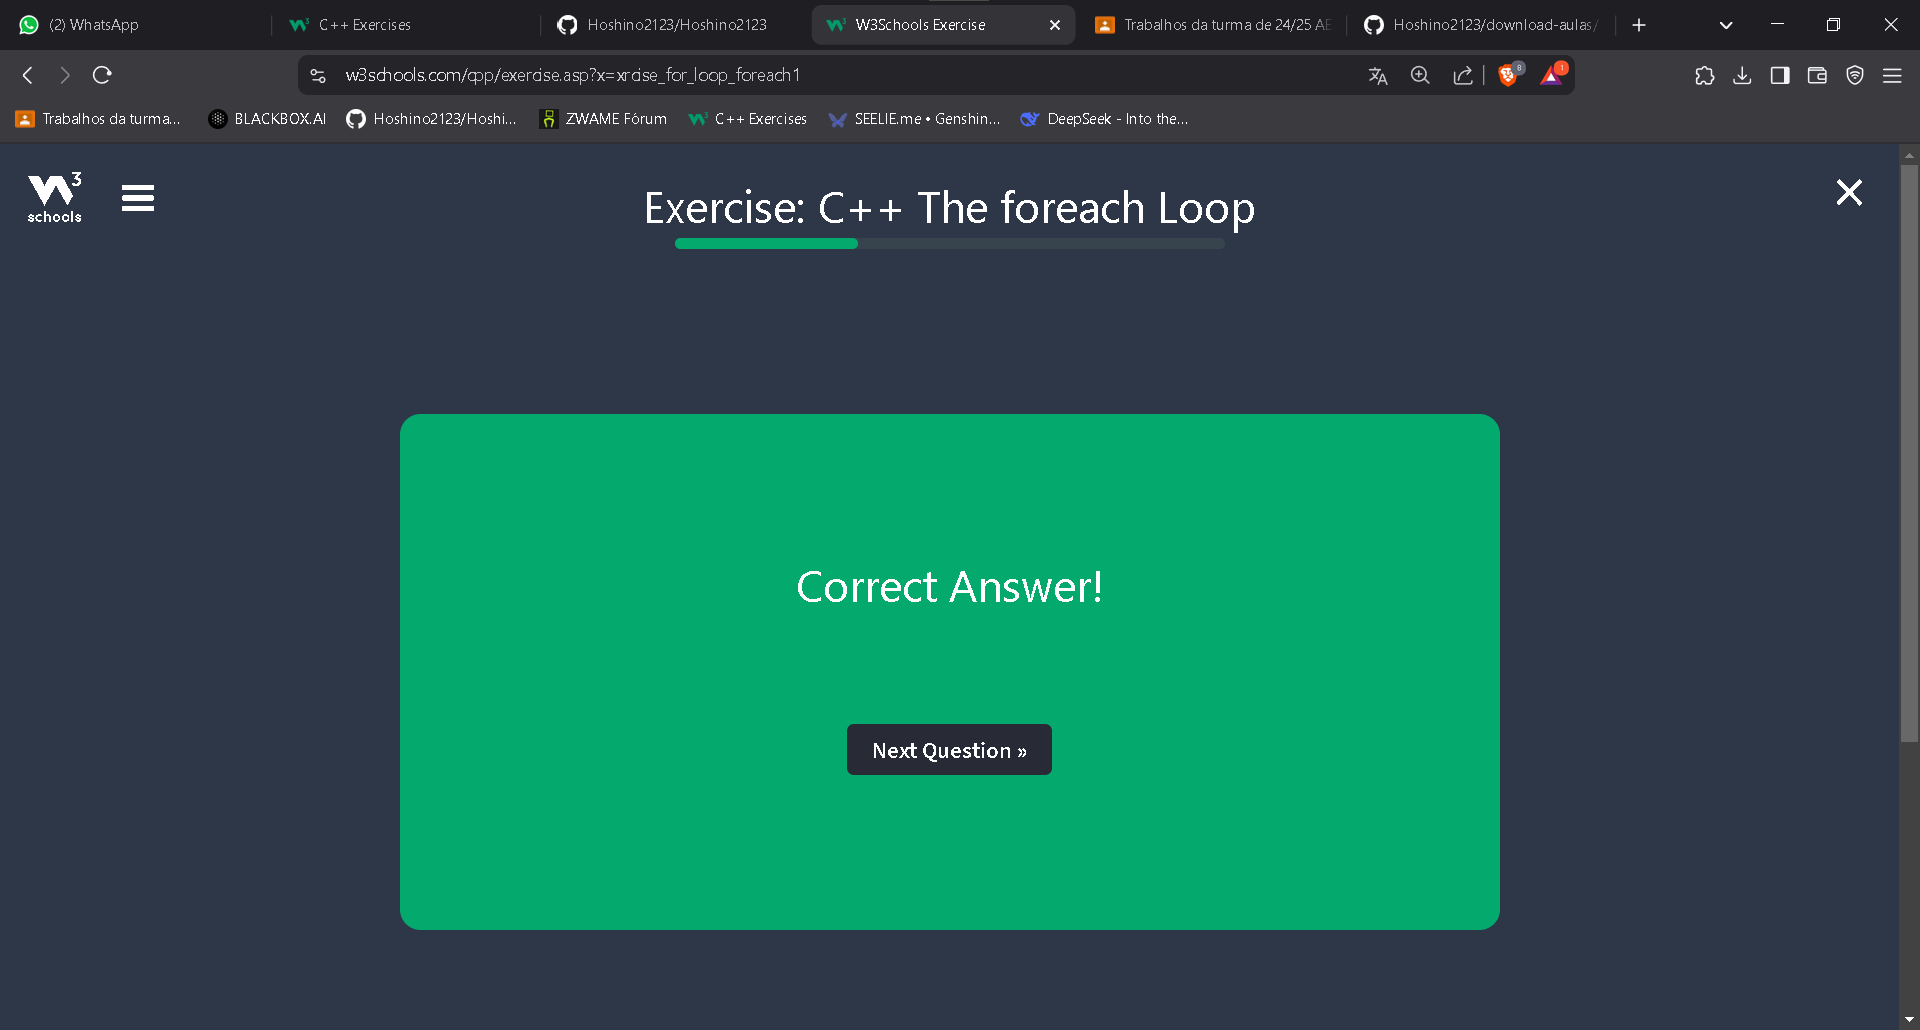 (2) WhatsApp
C++ Exercises
Hoshino2123/Hoshino2123
W3Schools Exercise
Trabalhos da turma de 24/25 AE
Hoshino2123/download-aulas/
w3schools.com/cpp/exercise.asp?x=xrcise_for_loop_foreach1
8
1
Trabalhos da turma...
BLACKBOX.AI
Hoshino2123/Hoshi...
ZWAME Fórum
C++ Exercises
SEELIE.me • Genshin...
DeepSeek - Into the...
W3
schools
Exercise: C++ The foreach Loop
Correct Answer!
Next Question »